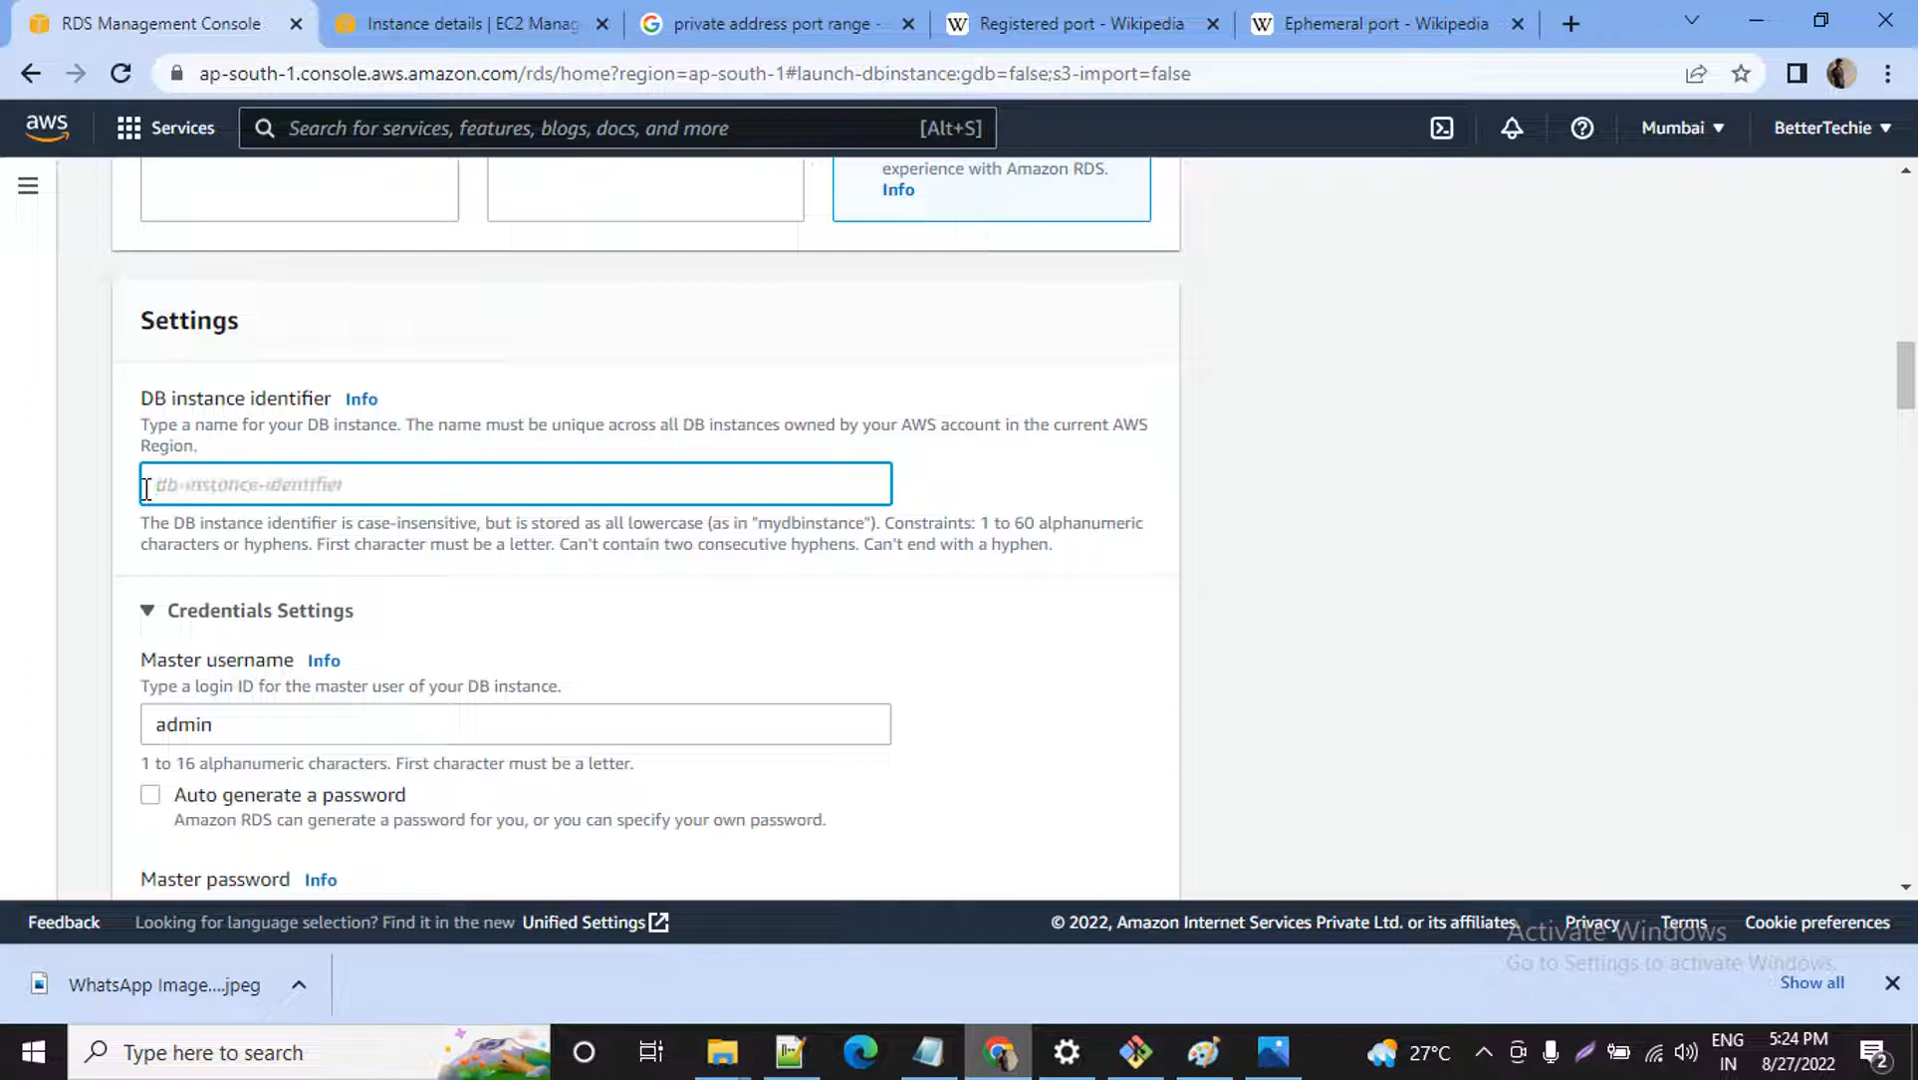 RDS Management Console
Instance details | EC2 Manag
private address port range -
Registered port - Wikipedia
Ephemeral port - Wikipedia
ap-south-1.console.aws.amazon.com/rds/home?region=ap-south-1#launch-dbinstance:gdb=false;s3-import=false
aws
Services
Search for services, features, blogs, docs, and more
[Alt+S]
Mumbai
BetterTechie
experience with Amazon RDS.
Info
Settings
DB instance identifier Info
Type a name for your DB instance. The name must be unique across all DB instances owned by your AWS account in the current AWS
Region.
db-instance-identifier
The DB instance identifier is case-insensitive, but is stored as all lowercase (as in "mydbinstance"). Constraints: 1 to 60 alphanumeric
characters or hyphens. First character must be a letter. Can't contain two consecutive hyphens. Can't end with a hyphen.
Credentials Settings
Master username Info
Type a login ID for the master user of your DB instance.
admin
1 to 16 alphanumeric characters. First character must be a letter.
Auto generate a password
Amazon RDS can generate a password for you, or you can specify your own password.
Master password Info
Feedback
Looking for language selection? Find it in the new Unified Settings
© 2022, Amazon Internet Services Private Ltd. or its affiliates.
Privacy
Terms
Cookie preferences
Activate Windows
Go to Settings to activate Windows.
WhatsApp Image....jpeg
Show all
Type here to search
27°C
ENG
IN
5:24 PM
8/27/2022
2